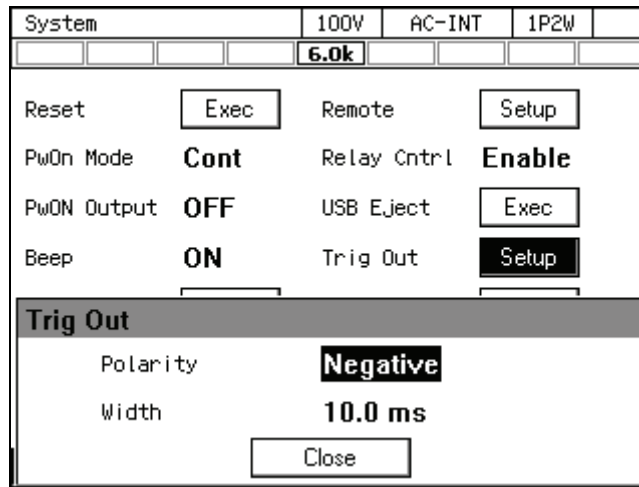 System 100V AC-INT 1P2W
6.0k
Reset Exec Remote Setup
PwOn Mode Cont Relay Cntrl Enable
PwON Output OFF USB Eject Exec
Beep ON Trig Out Setup
Trig Out
Polarity Negative
Width 10.0 ms
Close